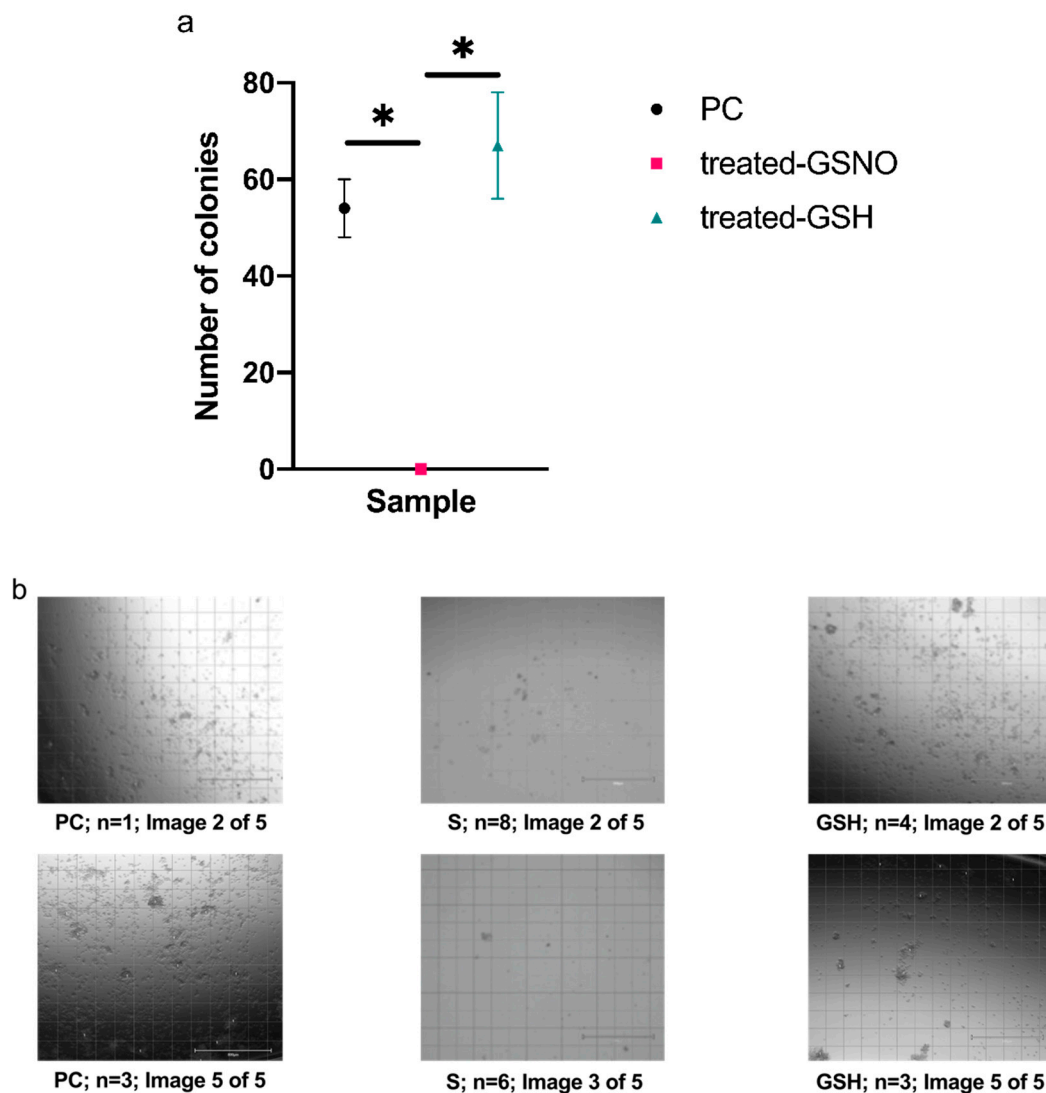 a
*
*
80
60
40
20
0
Number of colonies
Sample
PC
treated-GSNO
treated-GSH
b
PC; n=1; Image 2 of 5
S; n=8; Image 2 of 5
GSH; n=4; Image 2 of 5
PC; n=3; Image 5 of 5
S; n=6; Image 3 of 5
GSH; n=3; Image 5 of 5